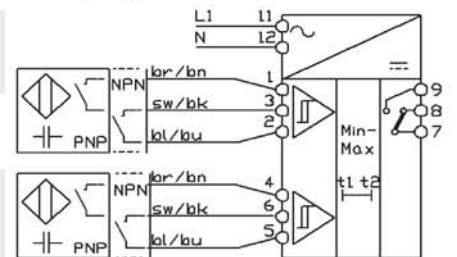 L1 11
N 12
br/bn 1
NPN
sw/bk 3
bl/bu 2
PNP
9
8
7
Min-
Max
t1 t2
br/bn 4
NPN
sw/bk 6
bl/bu 5
PNP